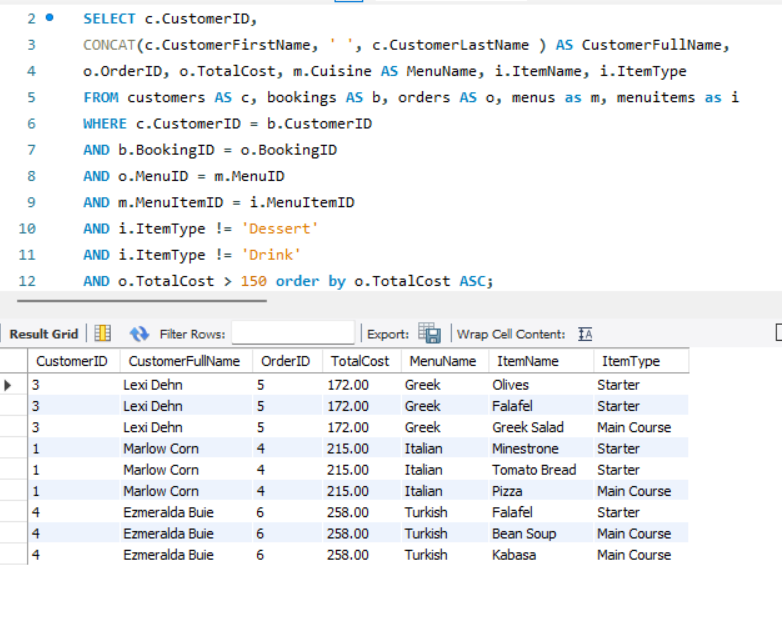 2 SELECT c.CustomerID,
3 CONCAT(c.CustomerFirstName, ' ', c.CustomerLastName ) AS CustomerFullName,
4 o.OrderID, o.TotalCost, m.Cuisine AS MenuName, i.ItemName, i.ItemType
5 FROM customers AS c, bookings AS b, orders AS o, menus as m, menuitems as i
6 WHERE c.CustomerID = b.CustomerID
7 AND b.BookingID = o.BookingID
8 AND o.MenuID = m.MenuID
9 AND m.MenuItemID = i.MenuItemID
10 AND i.ItemType != 'Dessert'
11 AND i.ItemType != 'Drink'
12 AND o.TotalCost > 150 order by o.TotalCost ASC;
Result Grid Filter Rows: Export: Wrap Cell Content: IA
CustomerID CustomerFullName OrderID TotalCost MenuName ItemName ItemType
3 Lexi Dehn 5 172.00 Greek Olives Starter
3 Lexi Dehn 5 172.00 Greek Falafel Starter
3 Lexi Dehn 5 172.00 Greek Greek Salad Main Course
1 Marlow Corn 4 215.00 Italian Minestrone Starter
1 Marlow Corn 4 215.00 Italian Tomato Bread Starter
1 Marlow Corn 4 215.00 Italian Pizza Main Course
4 Ezmeralda Buie 6 258.00 Turkish Falafel Starter
4 Ezmeralda Buie 6 258.00 Turkish Bean Soup Main Course
4 Ezmeralda Buie 6 258.00 Turkish Kabasa Main Course